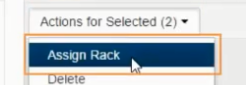 Actions for Selected (2)
Assign Rack
Delete